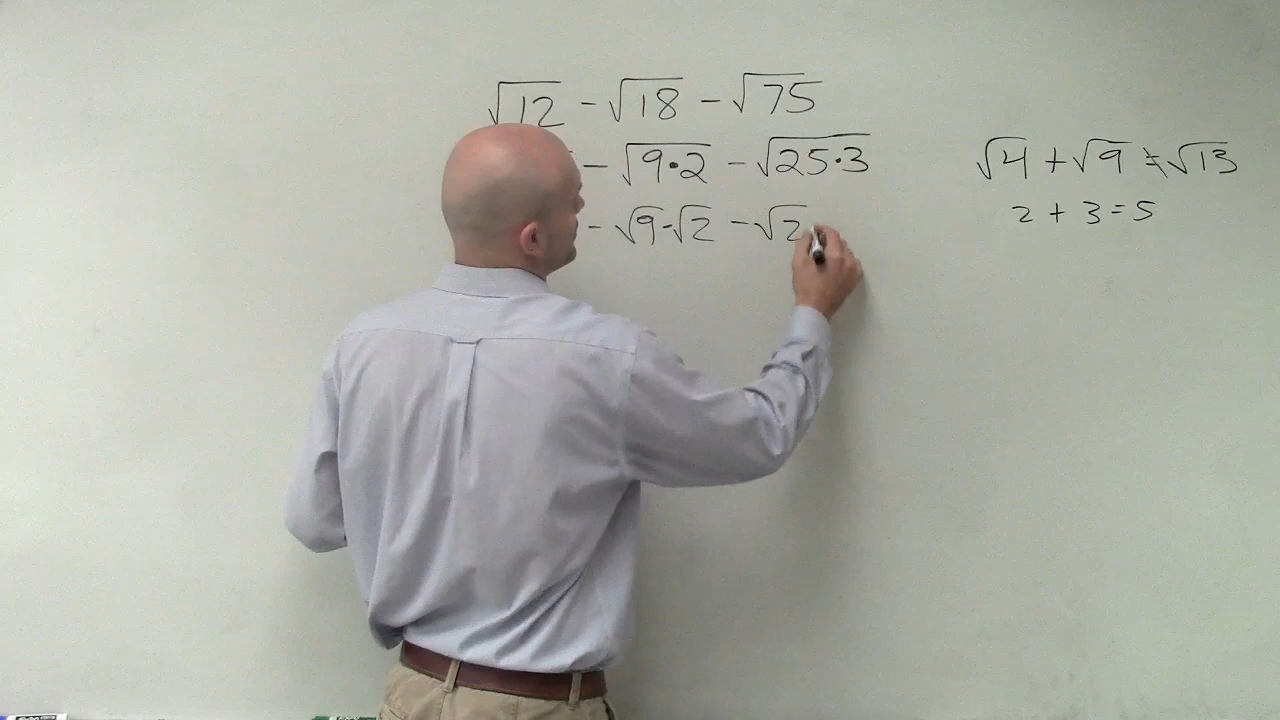 √12 - √18 - √75
- √9·2 - √25·3
- √9·√2 - √2
√4 + √9 ≠ √13
2 + 3 = 5